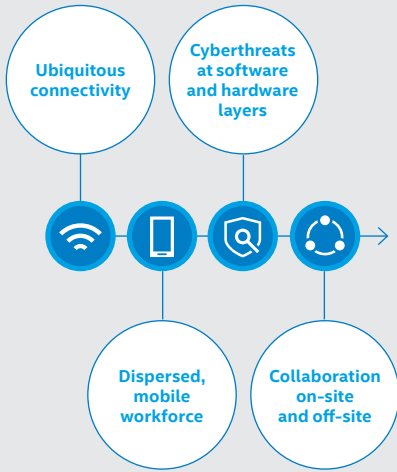 Ubiquitous
connectivity
Cyberthreats
at software
and hardware
layers
Dispersed,
mobile
workforce
Collaboration
on-site
and off-site